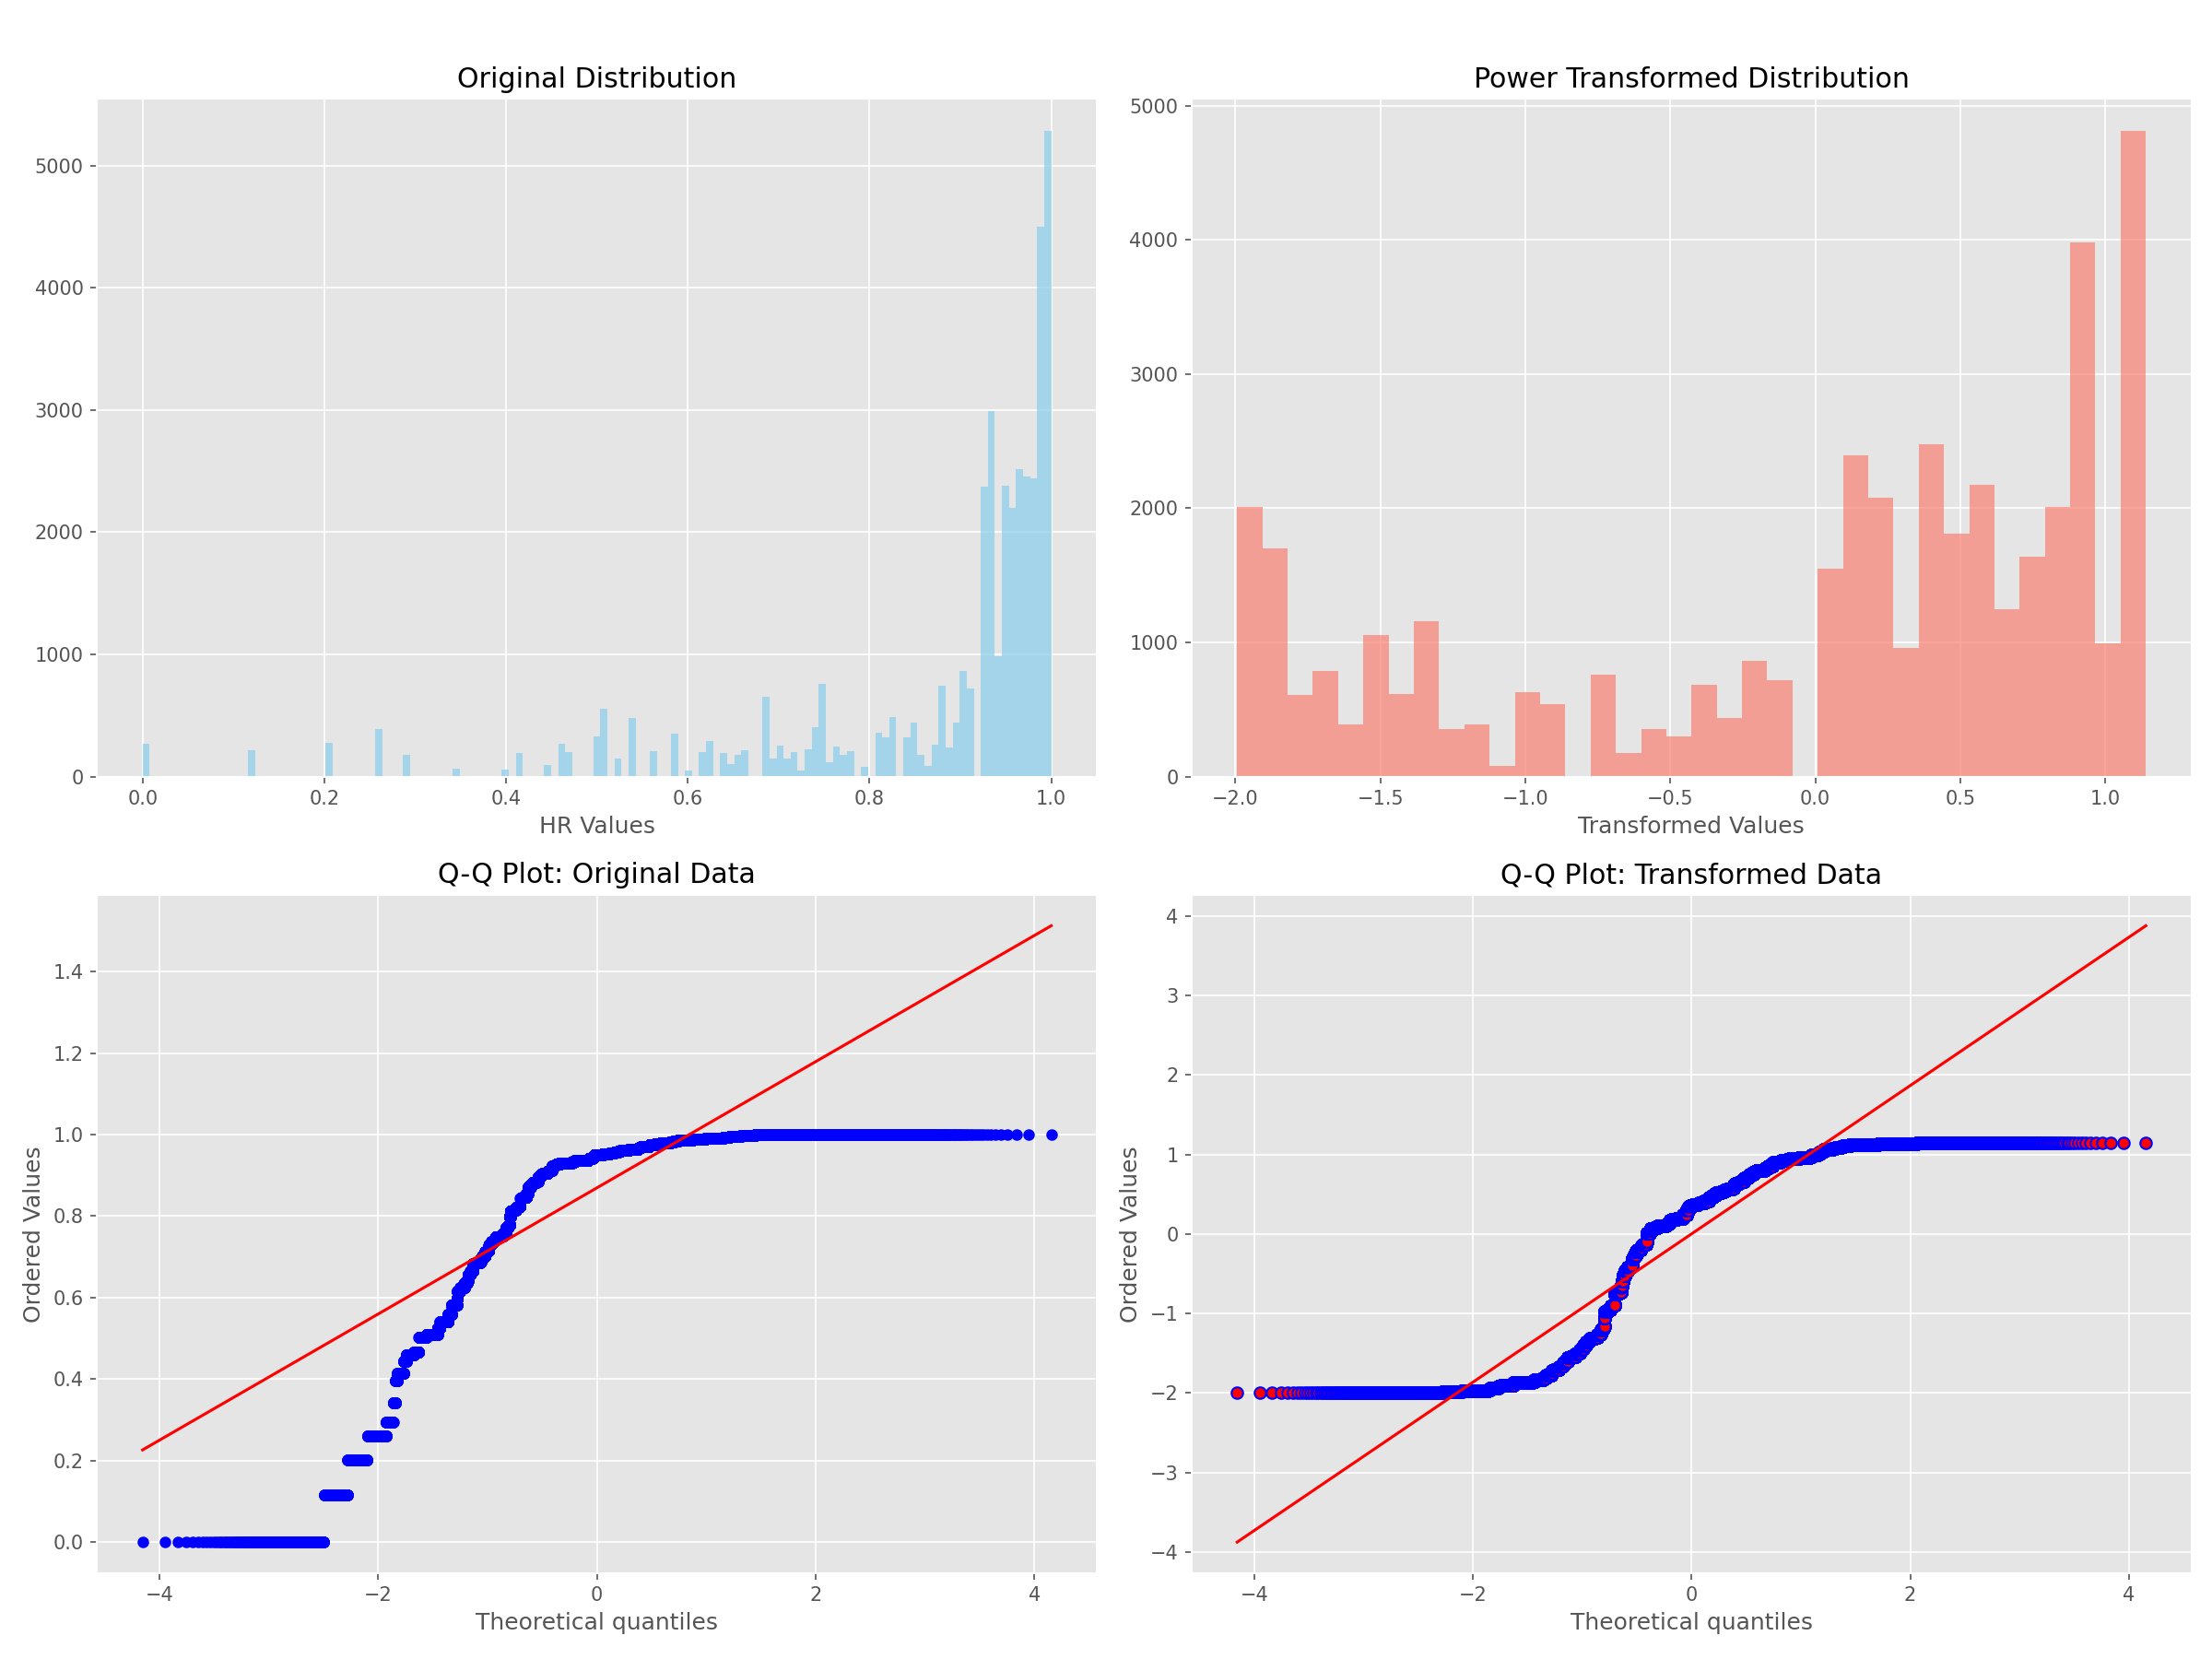 Original Distribution
5000
4000
3000
2000
1000
0
0.0 0.2 0.4 0.6 0.8 1.0
HR Values
Power Transformed Distribution
5000
4000
3000
2000
1000
0
−2.0 −1.5 −1.0 −0.5 0.0 0.5 1.0
Transformed Values
Q-Q Plot: Original Data
Ordered Values
1.4
1.2
1.0
0.8
0.6
0.4
0.2
0.0
−4 −2 0 2 4
Theoretical quantiles
Q-Q Plot: Transformed Data
Ordered Values
4
3
2
1
0
−1
−2
−3
−4
−4 −2 0 2 4
Theoretical quantiles